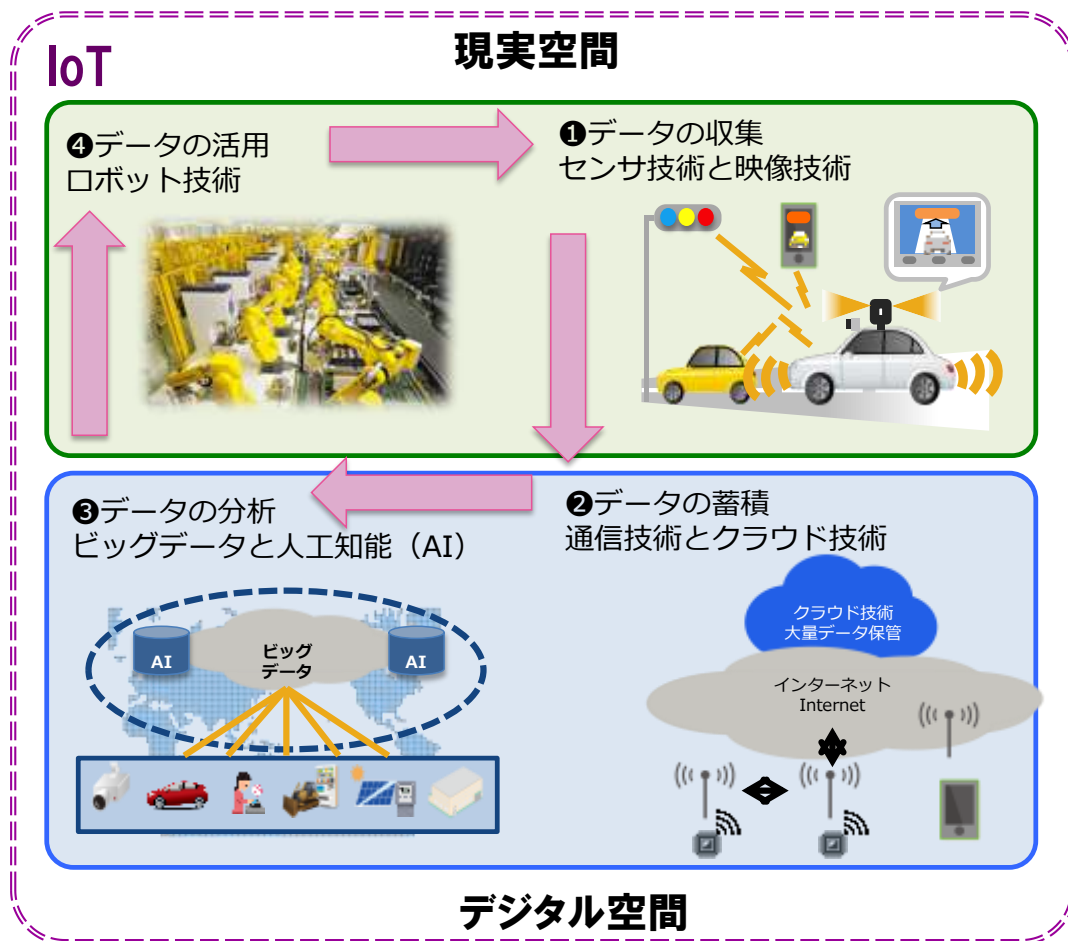 現実空間
IoT
❹データの活用
ロボット技術
❶データの収集
センサ技術と映像技術
❸データの分析
ビッグデータと人工知能（AI）
AI
ビッグ
データ
AI
❷データの蓄積
通信技術とクラウド技術
クラウド技術
大量データ保管
インターネット
Internet
デジタル空間